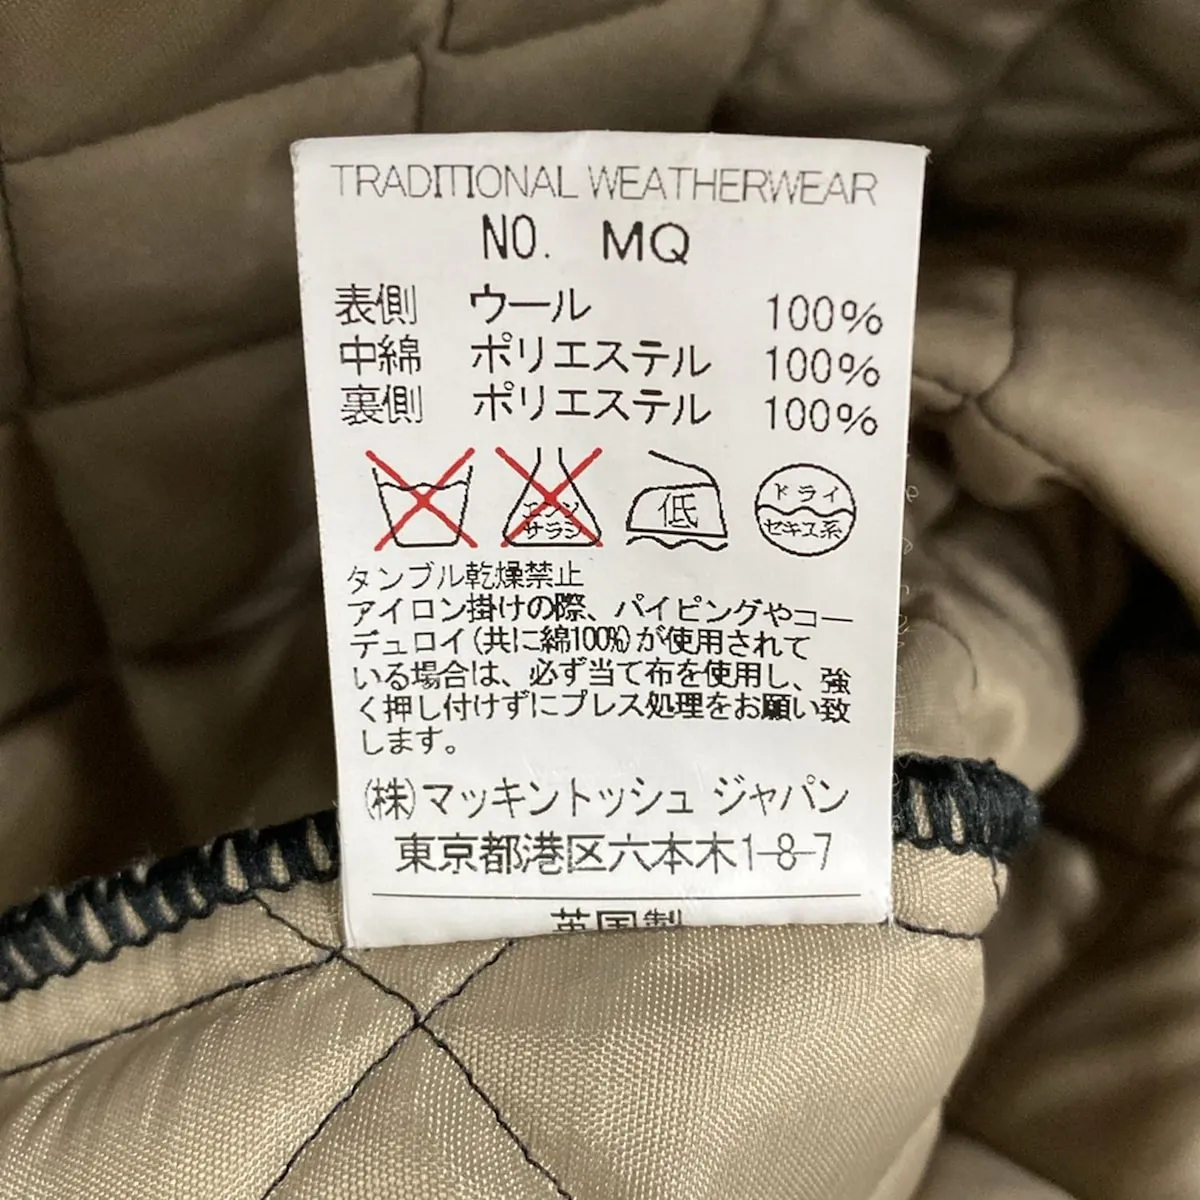 TRADITIONAL WEATHERWEAR
NO. MQ
表側 ウール 100%
中綿 ポリエステル 100%
裏側 ポリエステル 100%
エンソ
サラシ
低
ドライ
セキユ系
タンブル乾燥禁止
アイロン掛けの際、パイピングやコー
デュロイ(共に綿100%)が使用されて
いる場合は、必ず当て布を使用し、強
く押し付けずにプレス処理をお願い致
します。
(株)マッキントッシュ ジャパン
東京都港区六本木1-8-7
英国製